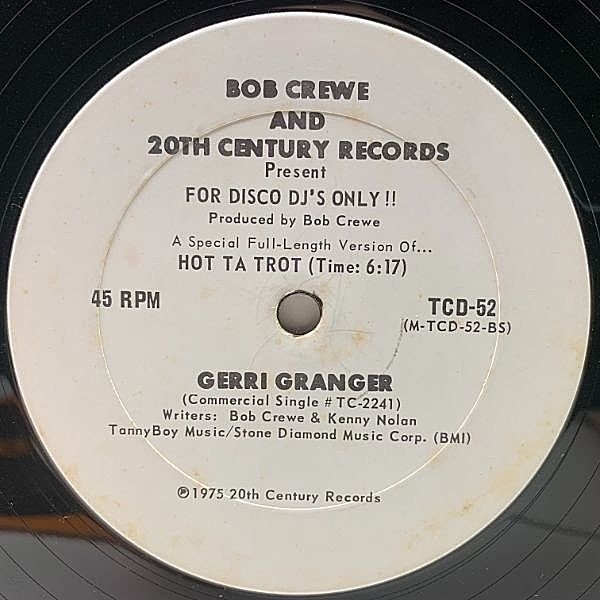 BOB CREWE
AND
20TH CENTURY RECORDS
Present
FOR DISCO DJ'S ONLY !!
Produced by Bob Crewe
A Special Full-Length Version Of...
HOT TA TROT (Time: 6:17)
45 RPM
TCD-52
(M-TCD-52-BS)
GERRI GRANGER
(Commercial Single # TC-2241)
Writers: Bob Crewe & Kenny Nolan
TannyBoy Music/Stone Diamond Music Corp. (BMI)
℗1975 20th Century Records